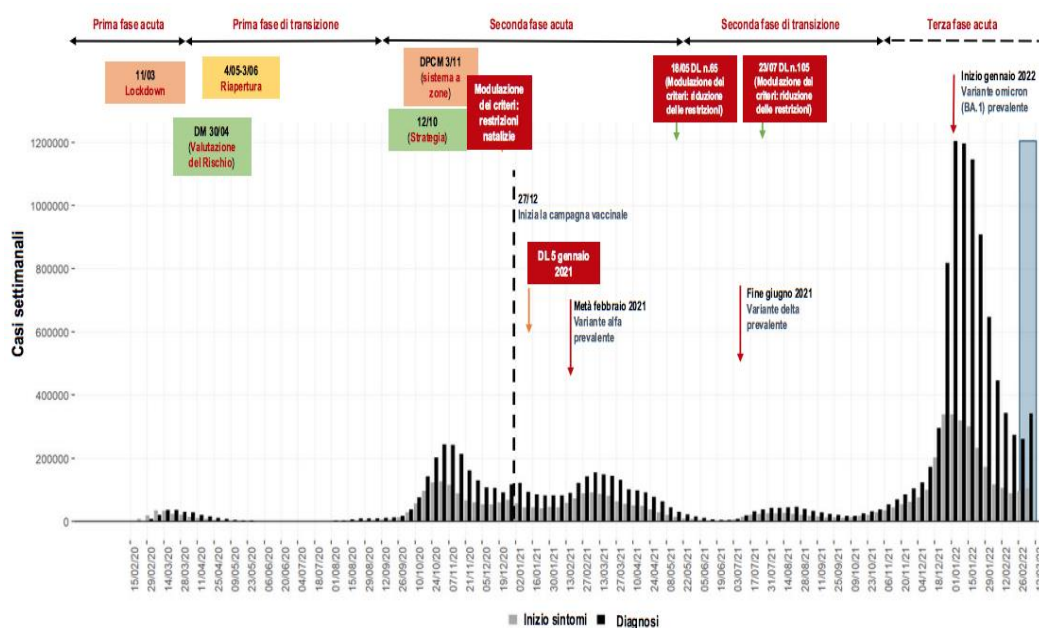 Prima fase acuta
Prima fase di transizione
Seconda fase acuta
Seconda fase di transizione
Terza fase acuta
11/03
Lockdown
4/05-3/06
Riapertura
DM 30/04
(Valutazione
del Rischio)
DPCM 3/11
(sistema a
zone)
12/10
(Strategia)
Modulazione
dei criteri:
restrizioni
natalizie
18/05 DL n.65
(Modulazione dei
criteri: riduzione
delle restrizioni)
23/07 DL n.105
(Modulazione dei
criteri: riduzione
delle restrizioni)
Inizio gennaio 2022
Variante omicron
(BA.1) prevalente
27/12
Inizia la campagna vaccinale
DL 5 gennaio
2021
Metà febbraio 2021
Variante alfa
prevalente
Fine giugno 2021
Variante delta
prevalente
Casi settimanali
1200000
1000000
800000
600000
400000
200000
0
15/02/20
29/02/20
14/03/20
28/03/20
11/04/20
25/04/20
09/05/20
23/05/20
06/06/20
20/06/20
04/07/20
18/07/20
01/08/20
15/08/20
29/08/20
12/09/20
26/09/20
10/10/20
24/10/20
07/11/20
21/11/20
05/12/20
19/12/20
02/01/21
16/01/21
30/01/21
13/02/21
27/02/21
13/03/21
27/03/21
10/04/21
24/04/21
08/05/21
22/05/21
05/06/21
19/06/21
03/07/21
17/07/21
31/07/21
14/08/21
28/08/21
11/09/21
25/09/21
09/10/21
23/10/21
06/11/21
20/11/21
04/12/21
18/12/21
01/01/22
15/01/22
29/01/22
12/02/22
26/02/22
Inizio sintomi
Diagnosi